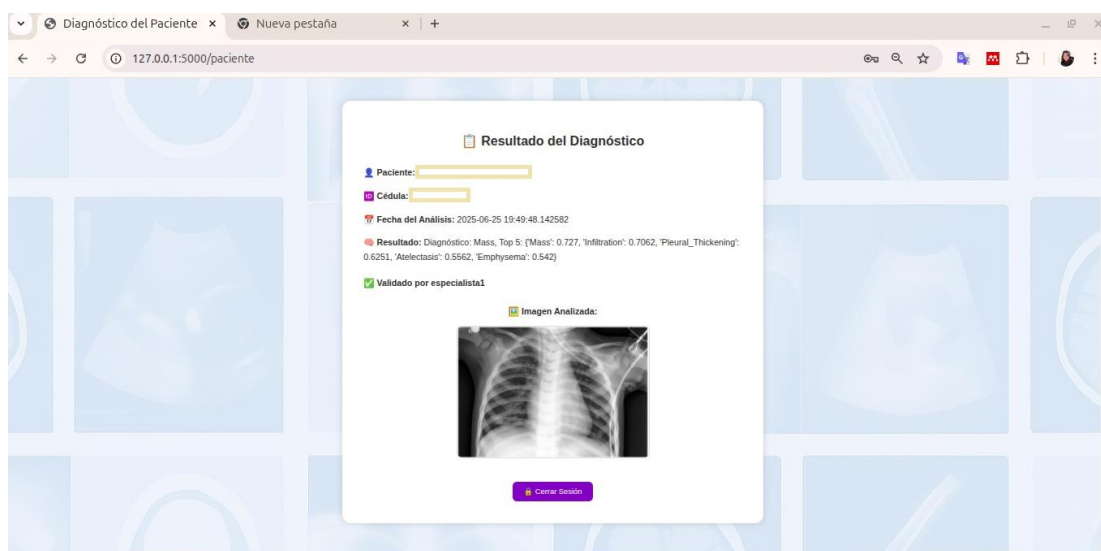 Diagnóstico del Paciente
Nueva pestaña
127.0.0.1:5000/paciente
Resultado del Diagnóstico
Paciente:
Cédula:
Fecha del Análisis: 2025-06-25 19:49:48.142582
Resultado: Diagnóstico: Mass, Top 5: {'Mass': 0.727, 'Infiltration': 0.7062, 'Pleural_Thickening':
0.6251, 'Atelectasis': 0.5562, 'Emphysema': 0.542}
Validado por especialista1
Imagen Analizada:
Cerrar Sesión